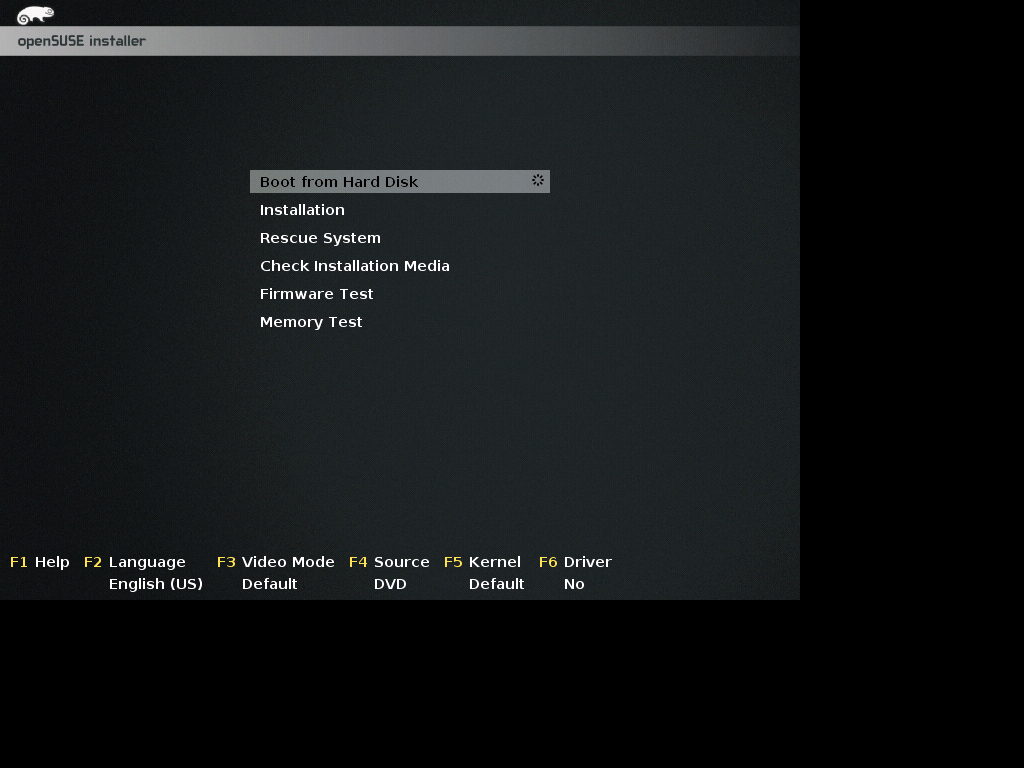 openSUSE installer
Boot from Hard Disk
Installation
Rescue System
Check Installation Media
Firmware Test
Memory Test
F1 Help F2 Language F3 Video Mode F4 Source F5 Kernel F6 Driver
English (US) Default DVD Default No